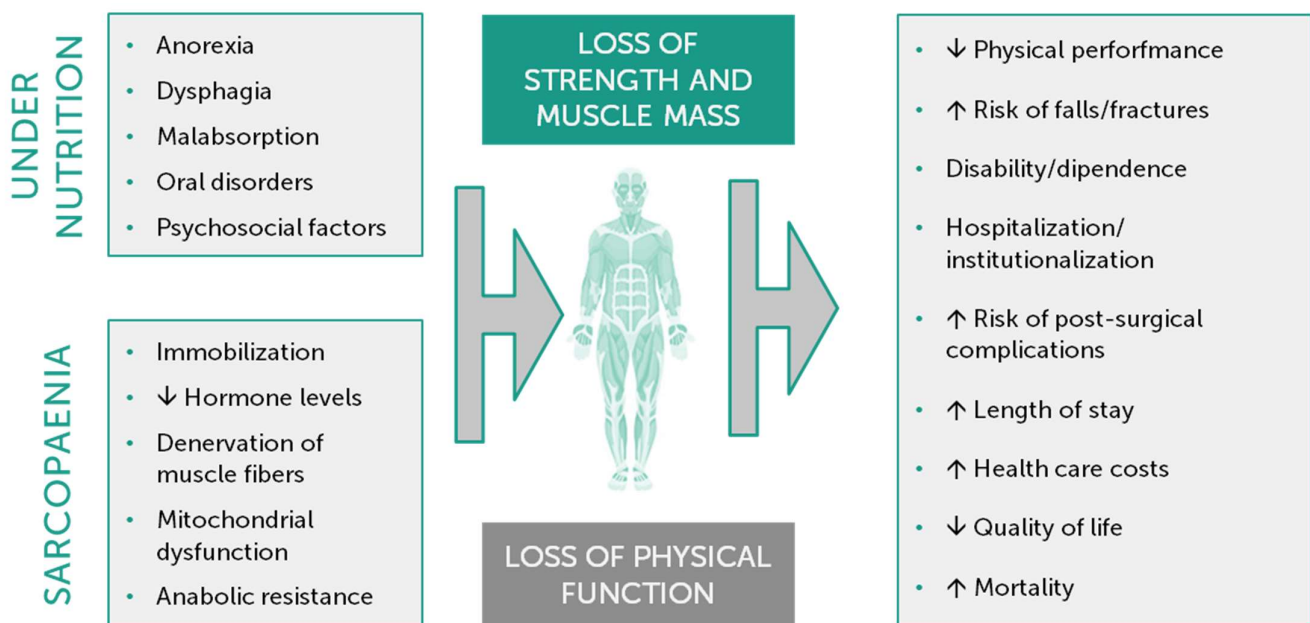 UNDER
NUTRITION
• Anorexia
• Dysphagia
• Malabsorption
• Oral disorders
• Psychosocial factors
SARCOPAENIA
• Immobilization
• ↓ Hormone levels
• Denervation of
muscle fibers
• Mitochondrial
dysfunction
• Anabolic resistance
LOSS OF
STRENGTH AND
MUSCLE MASS
LOSS OF PHYSICAL
FUNCTION
• ↓ Physical perforfmance
• ↑ Risk of falls/fractures
• Disability/dipendence
• Hospitalization/
institutionalization
• ↑ Risk of post-surgical
complications
• ↑ Length of stay
• ↑ Health care costs
• ↓ Quality of life
• ↑ Mortality